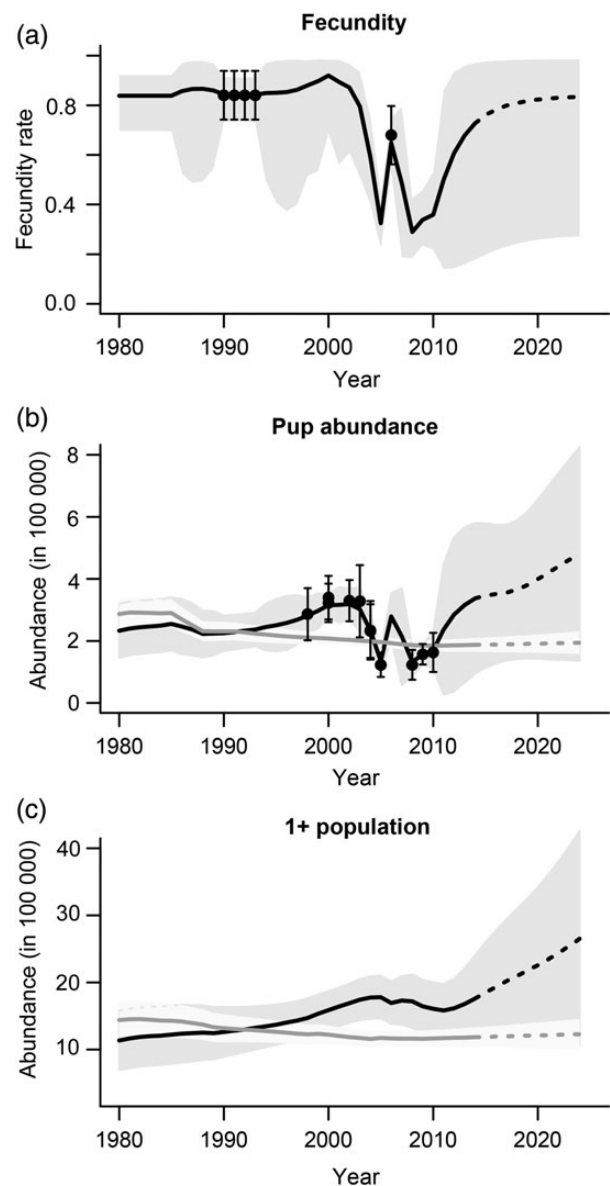 (a)
Fecundity
Fecundity rate
0.8
0.4
0.0
1980 1990 2000 2010 2020
Year
(b)
Pup abundance
Abundance (in 100 000)
8
6
4
2
0
1980 1990 2000 2010 2020
Year
(c)
1+ population
Abundance (in 100 000)
40
30
20
10
1980 1990 2000 2010 2020
Year